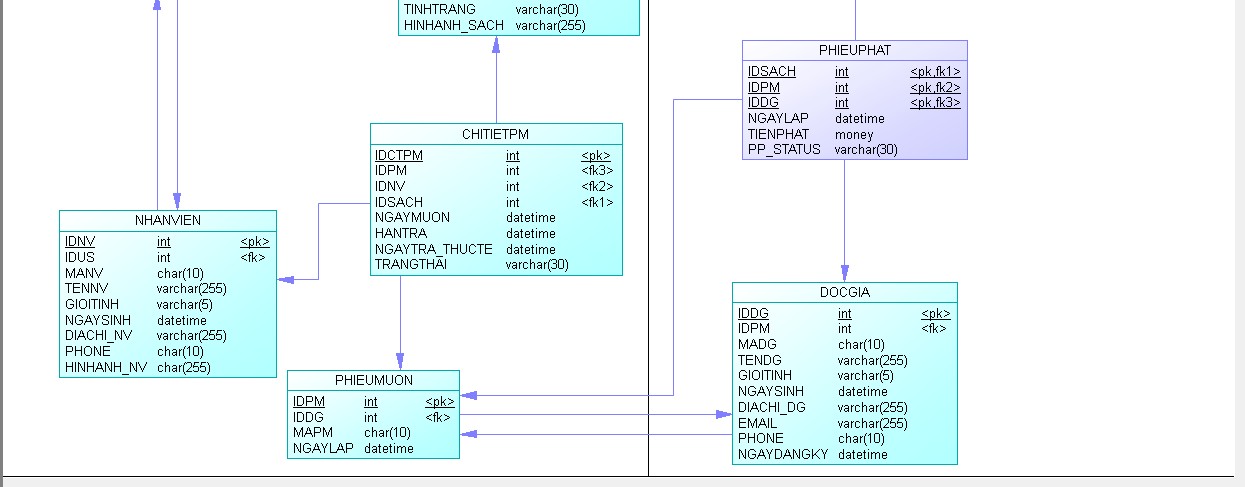 TINHTRANG varchar(30)
HINHANH_SACH varchar(255)
PHIEUPHAT
IDSACH int <pk,fk1>
IDPM int <pk,fk2>
IDDG int <pk,fk3>
NGAYLAP datetime
TIENPHAT money
PP_STATUS varchar(30)
CHITIETPM
IDCTPM int <pk>
IDPM int <fk3>
IDNV int <fk2>
IDSACH int <fk1>
NGAYMUON datetime
HANTRA datetime
NGAYTRA_THUCTE datetime
TRANGTHAI varchar(30)
NHANVIEN
IDNV int <pk>
IDUS int <fk>
MANV char(10)
TENNV varchar(255)
GIOITINH varchar(5)
NGAYSINH datetime
DIACHI_NV varchar(255)
PHONE char(10)
HINHANH_NV char(255)
DOCGIA
IDDG int <pk>
IDPM int <fk>
MADG char(10)
TENDG varchar(255)
GIOITINH varchar(5)
NGAYSINH datetime
DIACHI_DG varchar(255)
EMAIL varchar(255)
PHONE char(10)
NGAYDANGKY datetime
PHIEUMUON
IDPM int <pk>
IDDG int <fk>
MAPM char(10)
NGAYLAP datetime